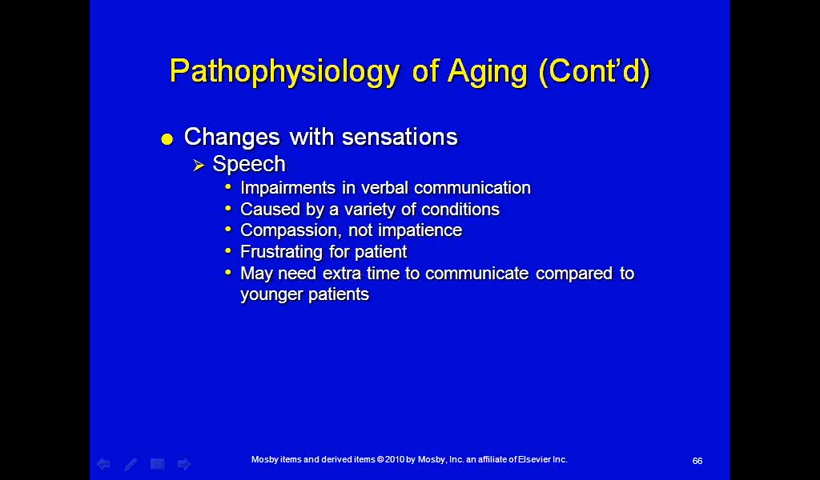 Pathophysiology of Aging (Cont’d)
Changes with sensations
Speech
Impairments in verbal communication
Caused by a variety of conditions
Compassion, not impatience
Frustrating for patient
May need extra time to communicate compared to
younger patients
Mosby items and derived items © 2010 by Mosby, Inc. an affiliate of Elsevier Inc.
66